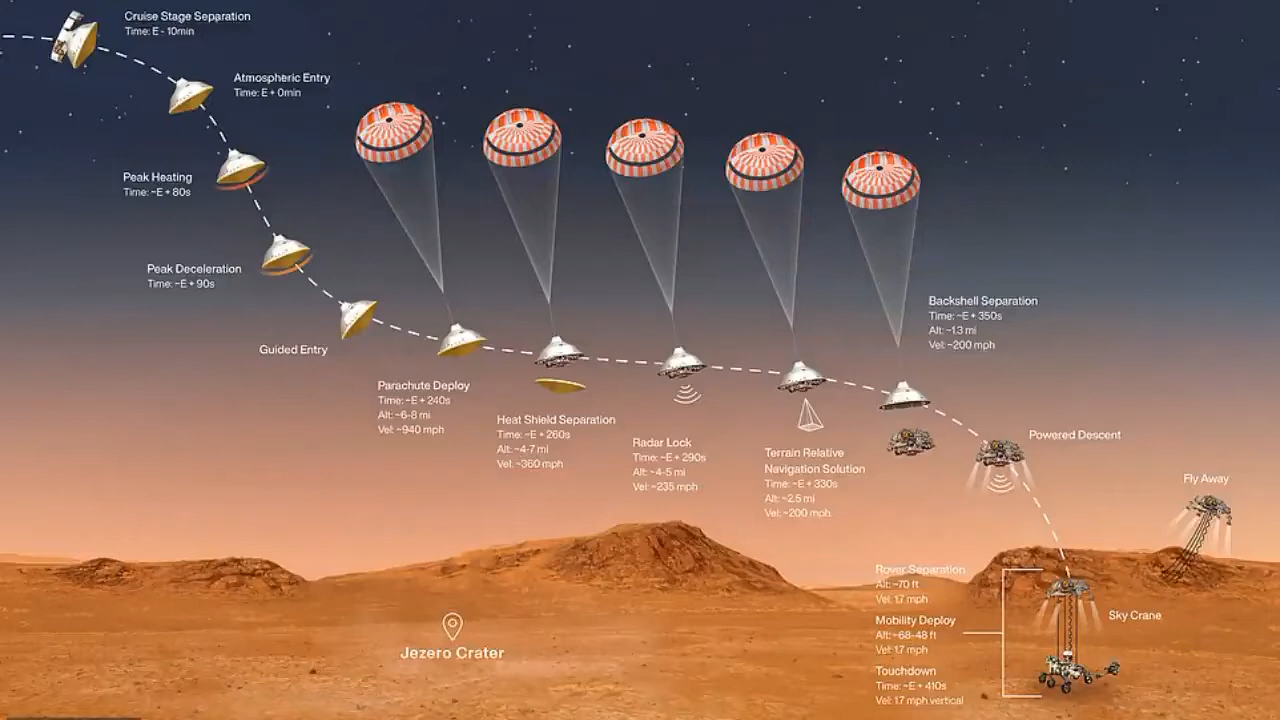 Cruise Stage Separation
Time: E - 10min
Atmospheric Entry
Time: E + 0min
Peak Heating
Time: ~E + 80s
Peak Deceleration
Time: ~E + 90s
Guided Entry
Parachute Deploy
Time: ~E + 240s
Alt: ~6-8 mi
Vel: ~940 mph
Heat Shield Separation
Time: ~E + 260s
Alt: ~4-7 mi
Vel: ~360 mph
Radar Lock
Time: ~E + 290s
Alt: ~4-5 mi
Vel: ~235 mph
Terrain Relative
Navigation Solution
Time: ~E + 330s
Alt: ~2.5 mi
Vel: ~200 mph
Backshell Separation
Time: ~E + 350s
Alt: ~1.3 mi
Vel: ~200 mph
Powered Descent
Fly Away
Rover Separation
Alt: ~70 ft
Vel: 1.7 mph
Mobility Deploy
Alt: ~68-48 ft
Vel: 1.7 mph
Touchdown
Time: ~E + 410s
Vel: 1.7 mph vertical
Sky Crane
Jezero Crater